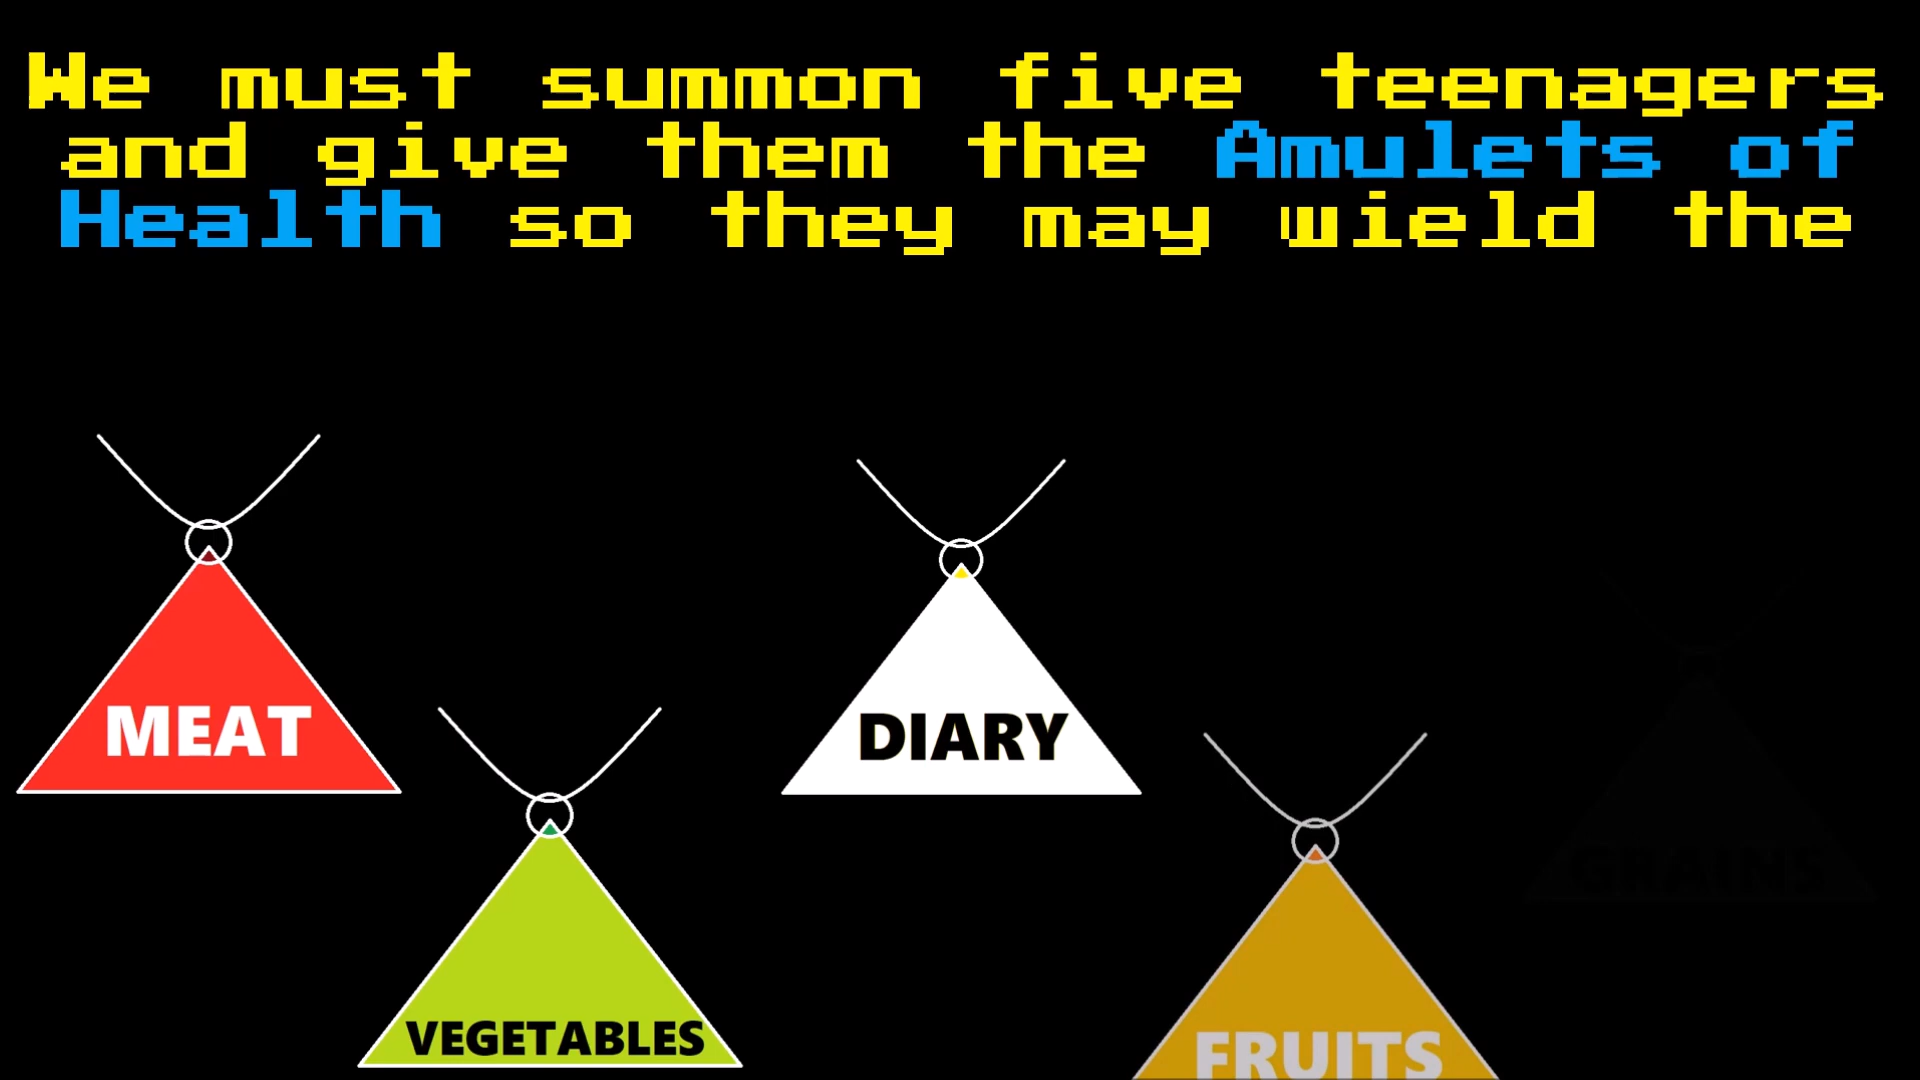 We must summon five teenagers
and give them the Amulets of
Health so they may wield the
MEAT
DIARY
GRAINS
VEGETABLES
FRUITS